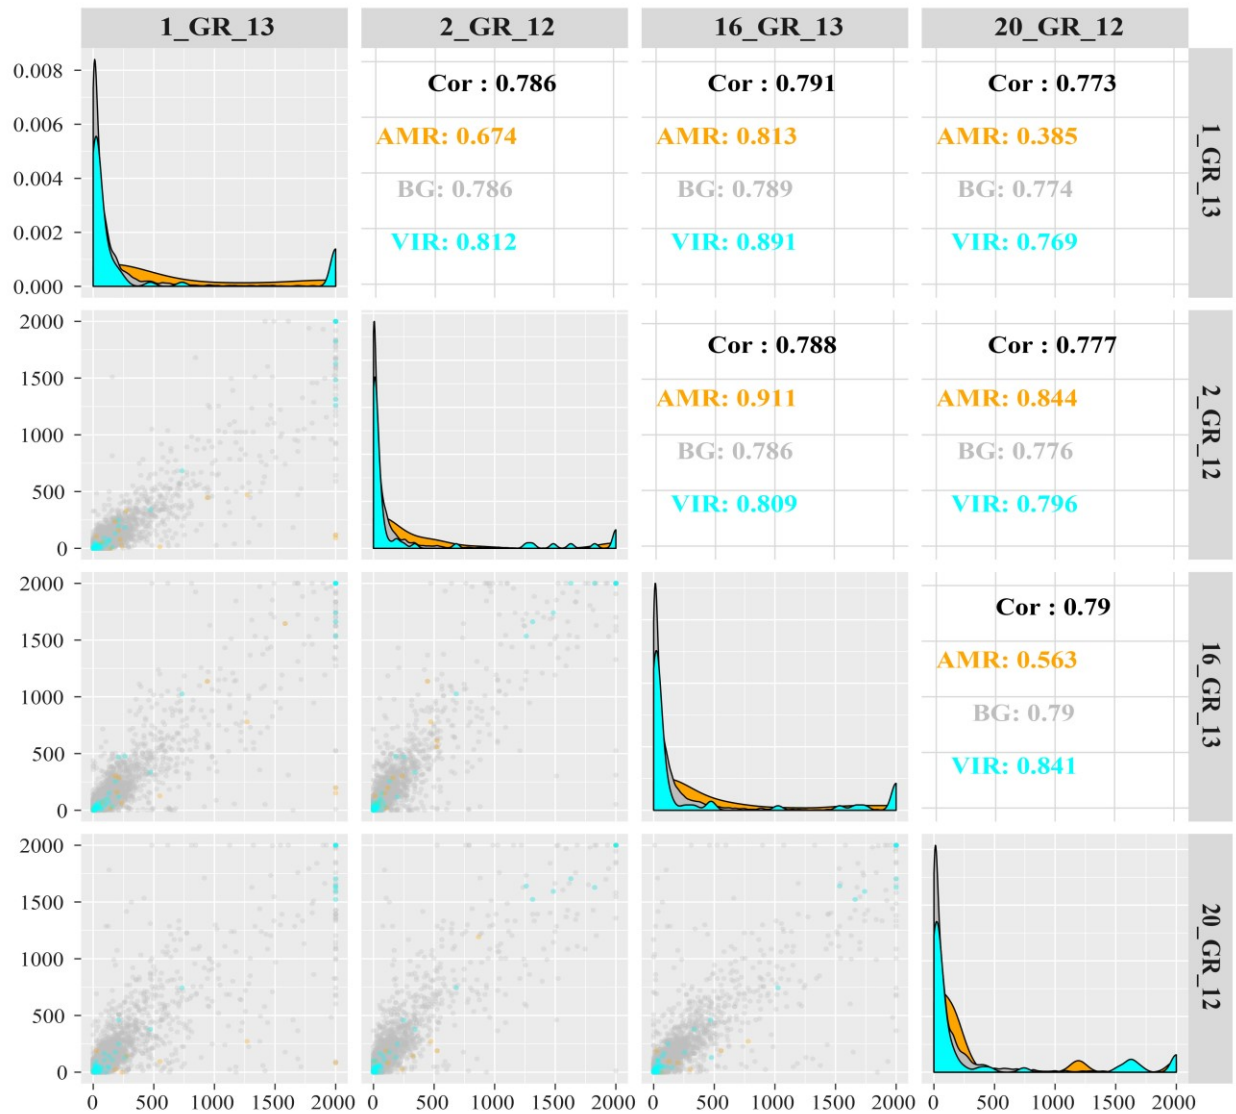 1_GR_13 2_GR_12 16_GR_13 20_GR_12
0.008
0.006
0.004
0.002
0.000
Cor : 0.786
AMR: 0.674
BG: 0.786
VIR: 0.812
Cor : 0.791
AMR: 0.813
BG: 0.789
VIR: 0.891
Cor : 0.773
AMR: 0.385
BG: 0.774
VIR: 0.769
1_GR_13
2000
1500
1000
500
0
Cor : 0.788
AMR: 0.911
BG: 0.786
VIR: 0.809
Cor : 0.777
AMR: 0.844
BG: 0.776
VIR: 0.796
2_GR_12
2000
1500
1000
500
0
Cor : 0.79
AMR: 0.563
BG: 0.79
VIR: 0.841
16_GR_13
2000
1500
1000
500
0
20_GR_12
0 500 1000 1500 2000 0 500 1000 1500 2000 0 500 1000 1500 2000 0 500 1000 1500 2000